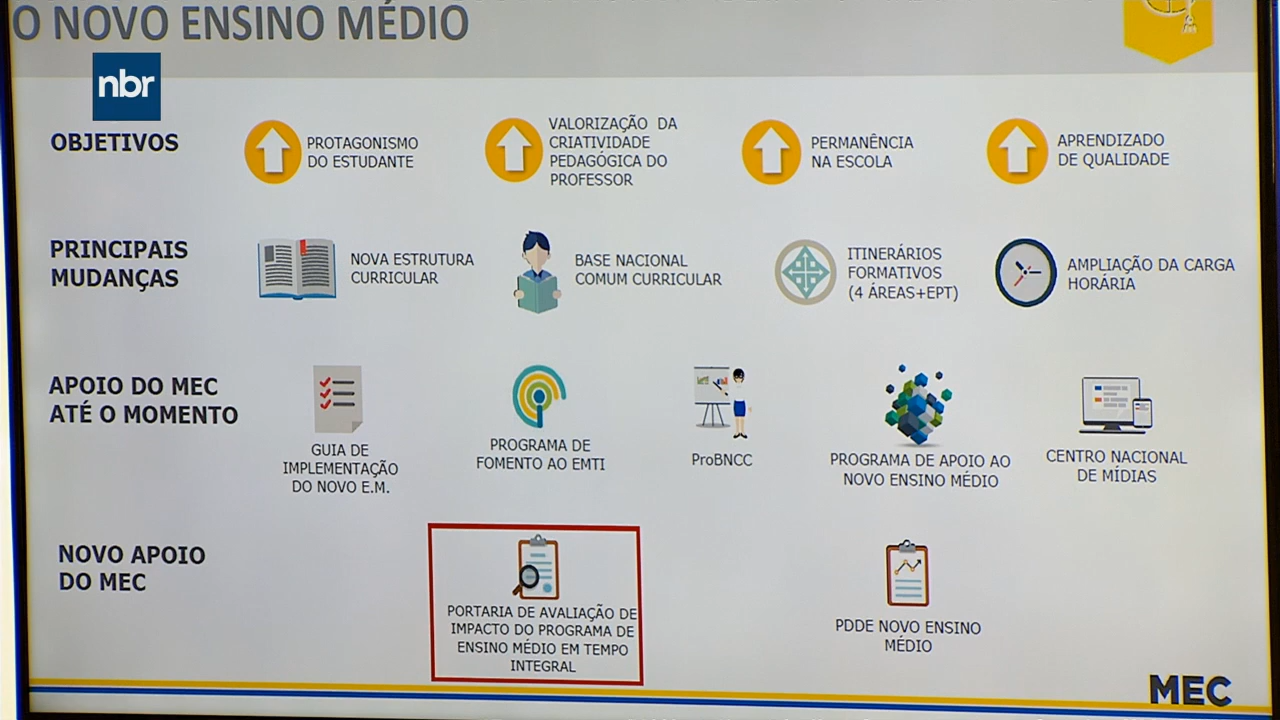 O NOVO ENSINO MÉDIO
nbr
OBJETIVOS
PROTAGONISMO
DO ESTUDANTE
VALORIZAÇÃO DA
CRIATIVIDADE
PEDAGÓGICA DO
PROFESSOR
PERMANÊNCIA
NA ESCOLA
APRENDIZADO
DE QUALIDADE
PRINCIPAIS
MUDANÇAS
NOVA ESTRUTURA
CURRICULAR
BASE NACIONAL
COMUM CURRICULAR
ITINERÁRIOS
FORMATIVOS
(4 ÁREAS+EPT)
AMPLIAÇÃO DA CARGA
HORÁRIA
APOIO DO MEC
ATÉ O MOMENTO
GUIA DE
IMPLEMENTAÇÃO
DO NOVO E.M.
PROGRAMA DE
FOMENTO AO EMTI
ProBNCC
PROGRAMA DE APOIO AO
NOVO ENSINO MÉDIO
CENTRO NACIONAL
DE MÍDIAS
NOVO APOIO
DO MEC
PORTARIA DE AVALIAÇÃO DE
IMPACTO DO PROGRAMA DE
ENSINO MÉDIO EM TEMPO
INTEGRAL
PDDE NOVO ENSINO
MÉDIO
MEC